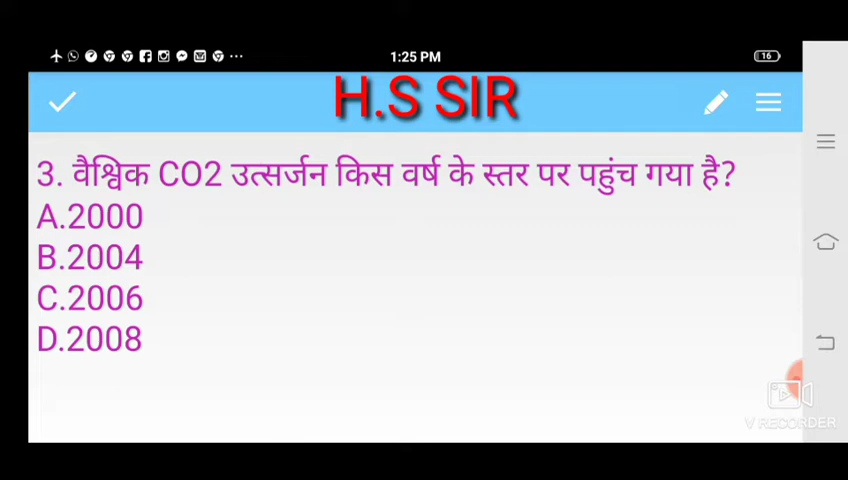 1:25 PM
16
H.S SIR
3. वैश्विक CO2 उत्सर्जन किस वर्ष के स्तर पर पहुंच गया है?
A.2000
B.2004
C.2006
D.2008
V RECORDER